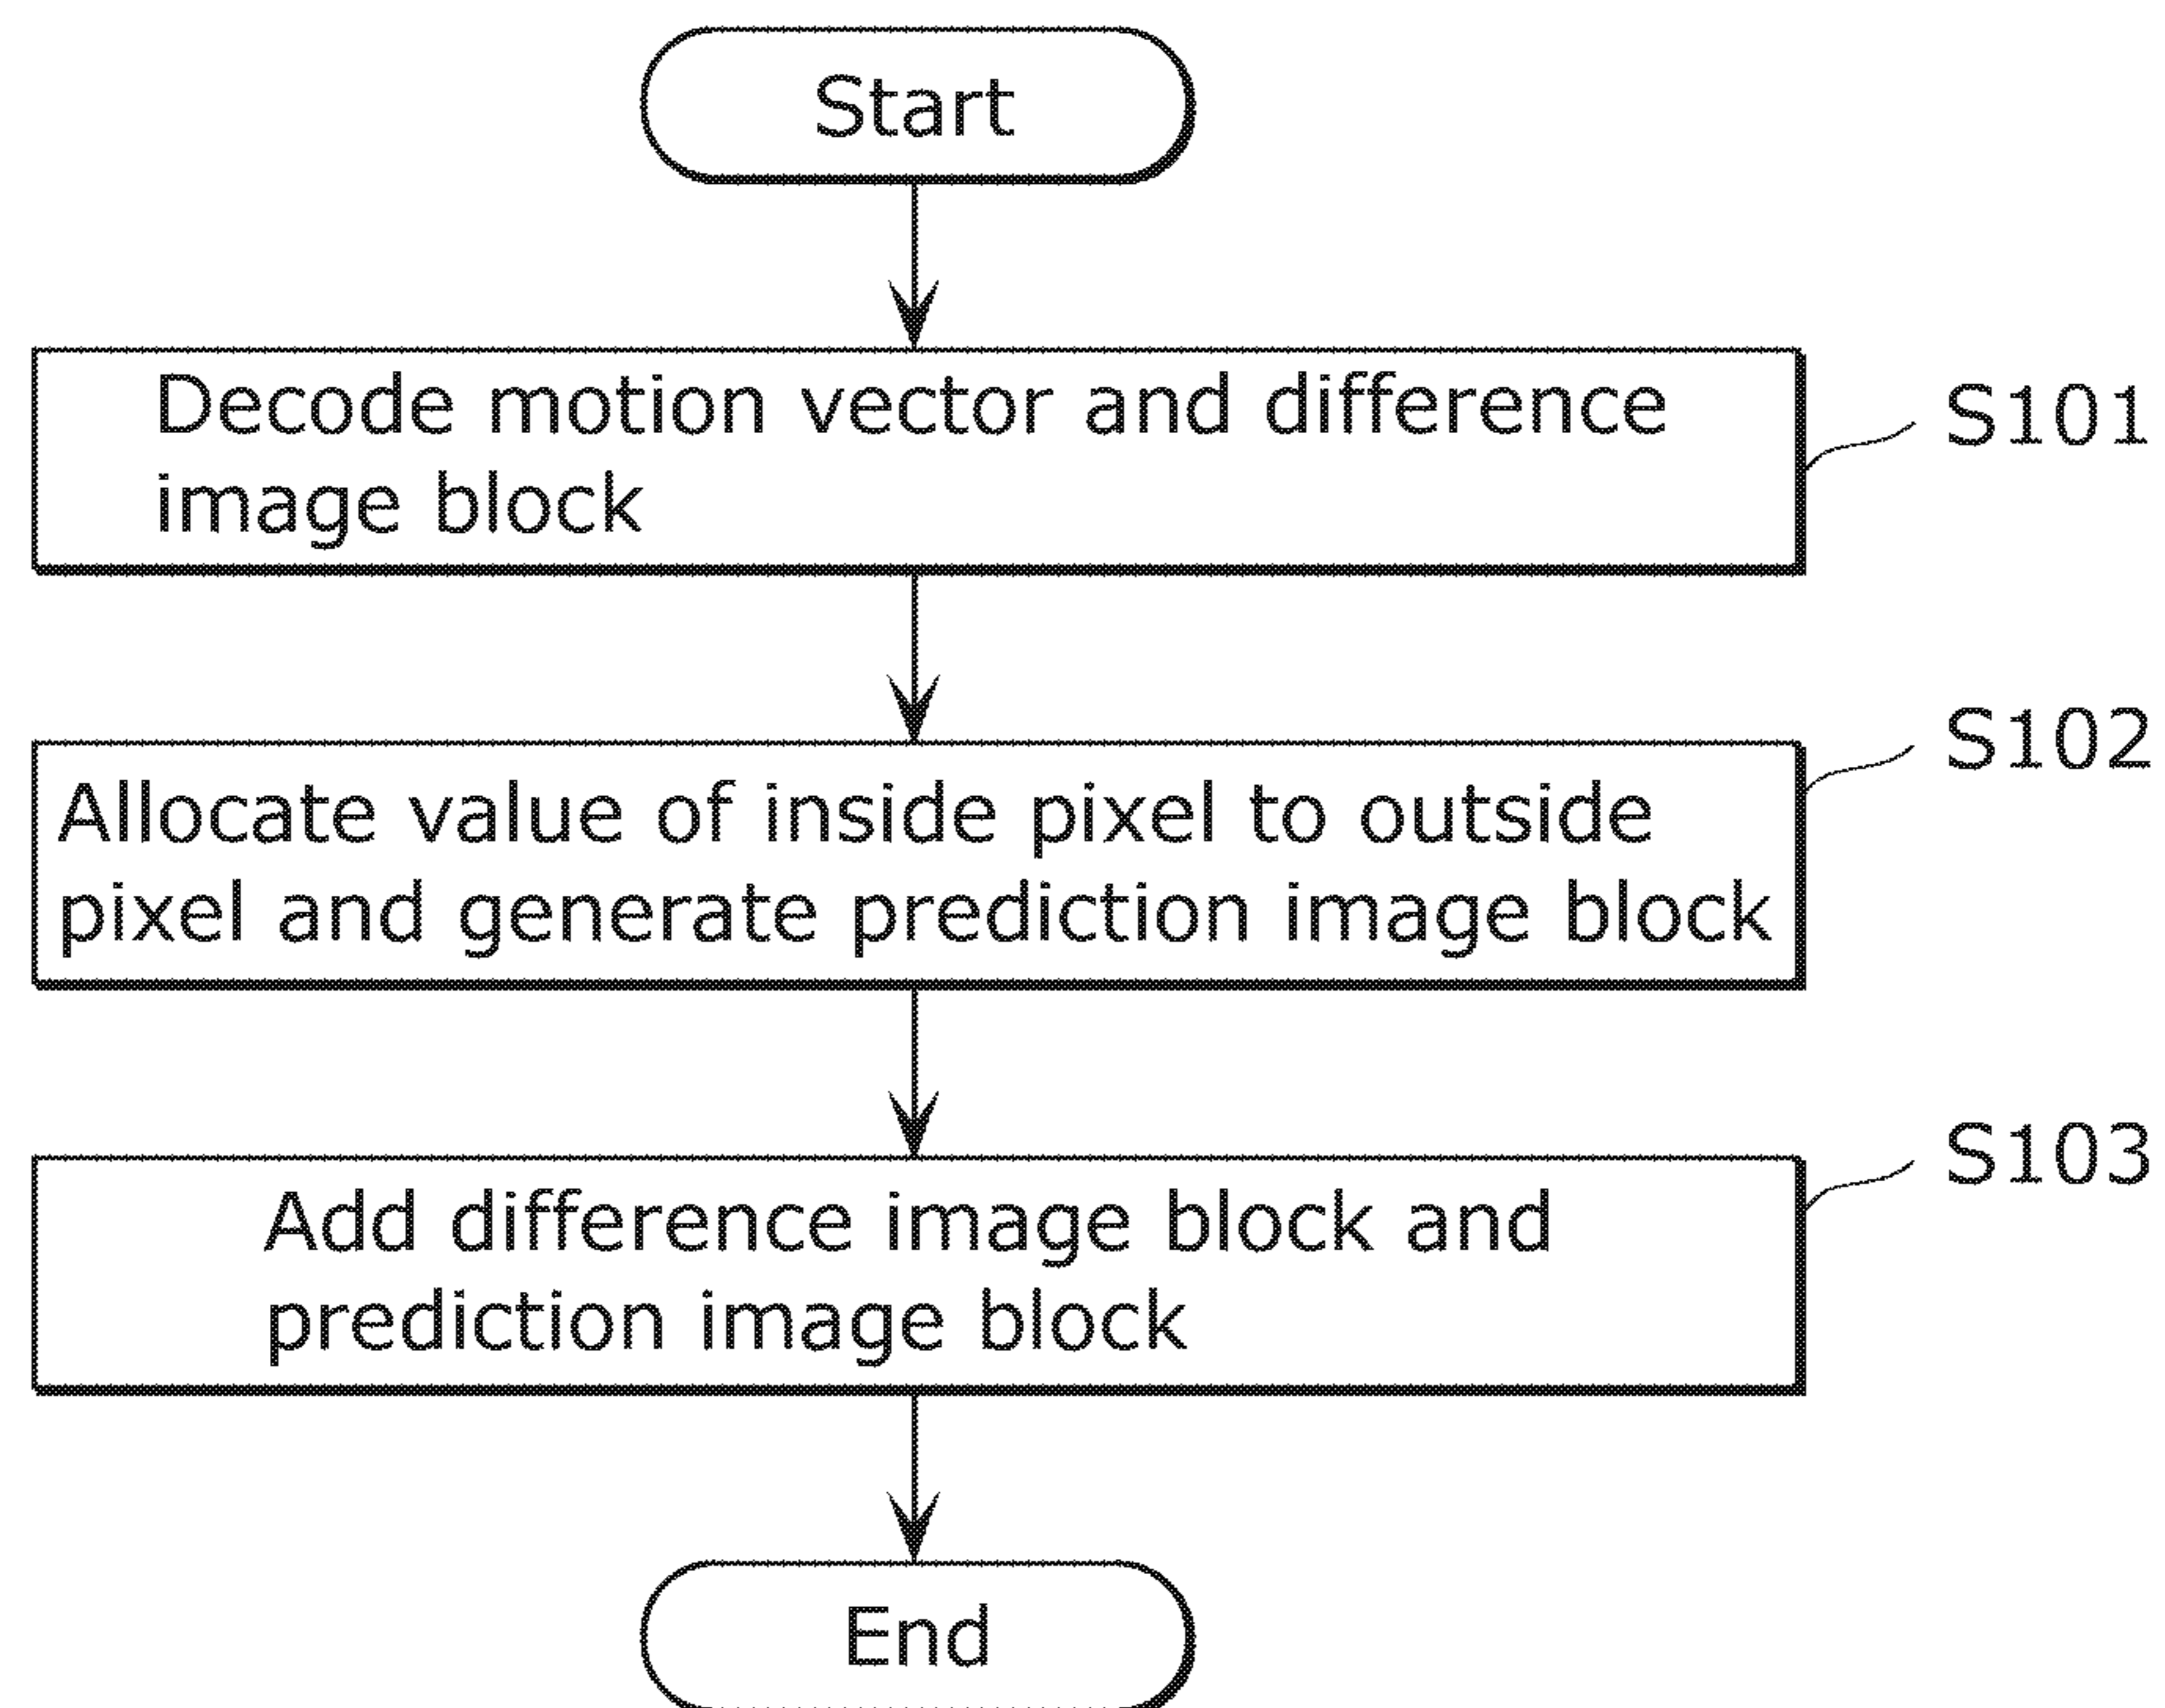 Start
Decode motion vector and difference
image block
S101
S102
Allocate value of inside pixel to outside
pixel and generate prediction image block
S103
Add difference image block and
prediction image block
End